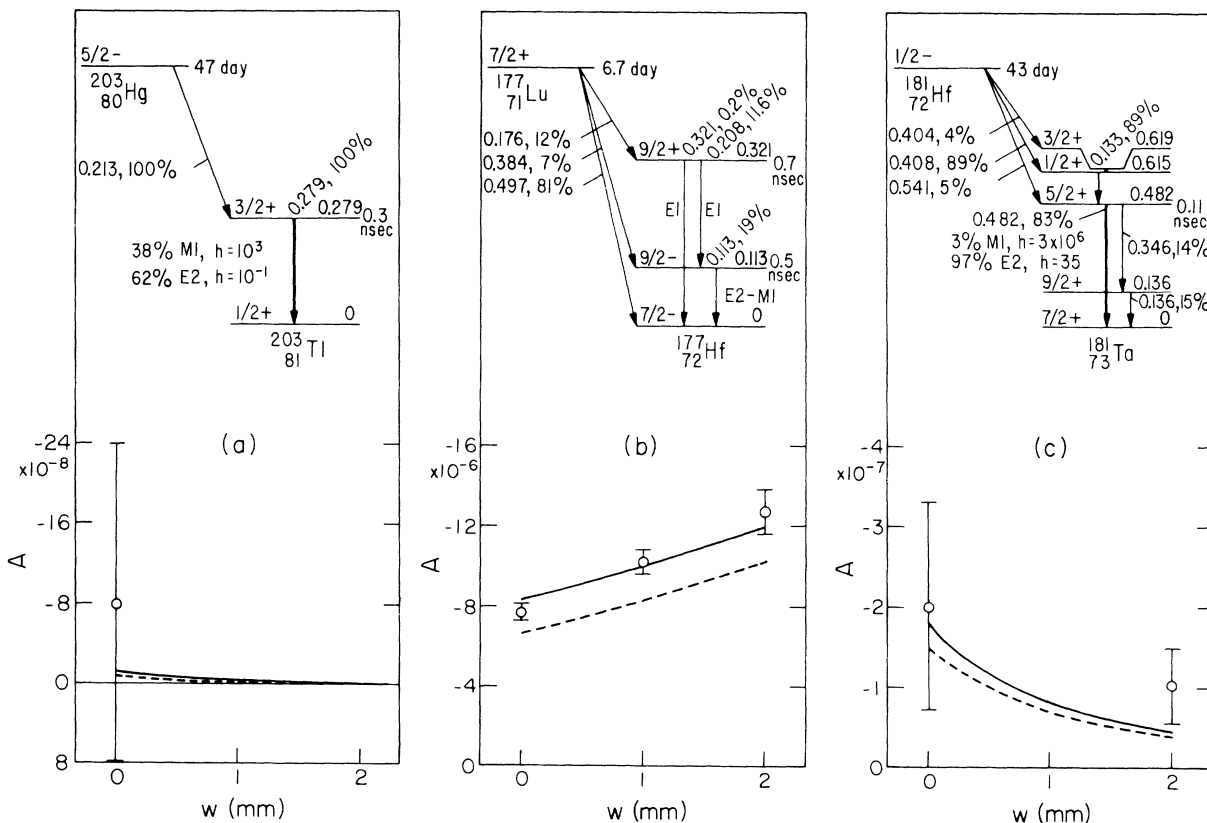 5/2-
47 day
203
80 Hg
0.213, 100%
3/2+
0.279, 100%
0.279
0.3
nsec
38% M1, h=10³
62% E2, h=10⁻¹
1/2+
0
203
81 Tl
7/2+
6.7 day
177
71 Lu
0.321, 0.2%
0.208, 11.6%
0.176, 12%
0.384, 7%
0.497, 81%
9/2+
0.321
0.7
nsec
E1
E1
0.113, 19%
9/2-
0.113
0.5
nsec
E2-M1
7/2-
0
177
72 Hf
1/2-
43 day
181
72 Hf
0.133, 89%
0.404, 4%
0.408, 89%
0.541, 5%
3/2+
0.619
1/2+
0.615
5/2+
0.482
0.11
nsec
0.482, 83%
3% M1, h=3x10⁶
97% E2, h=35
0.346, 14%
9/2+
0.136
0.136, 15%
7/2+
0
181
73 Ta
(a)
-24
x10⁻⁸
-16
A
-8
0
8
0
1
2
w (mm)
(b)
-16
x10⁻⁶
-12
A
-8
-4
0
0
1
2
w (mm)
(c)
-4
x10⁻⁷
-3
A
-2
-1
0
0
1
2
w (mm)